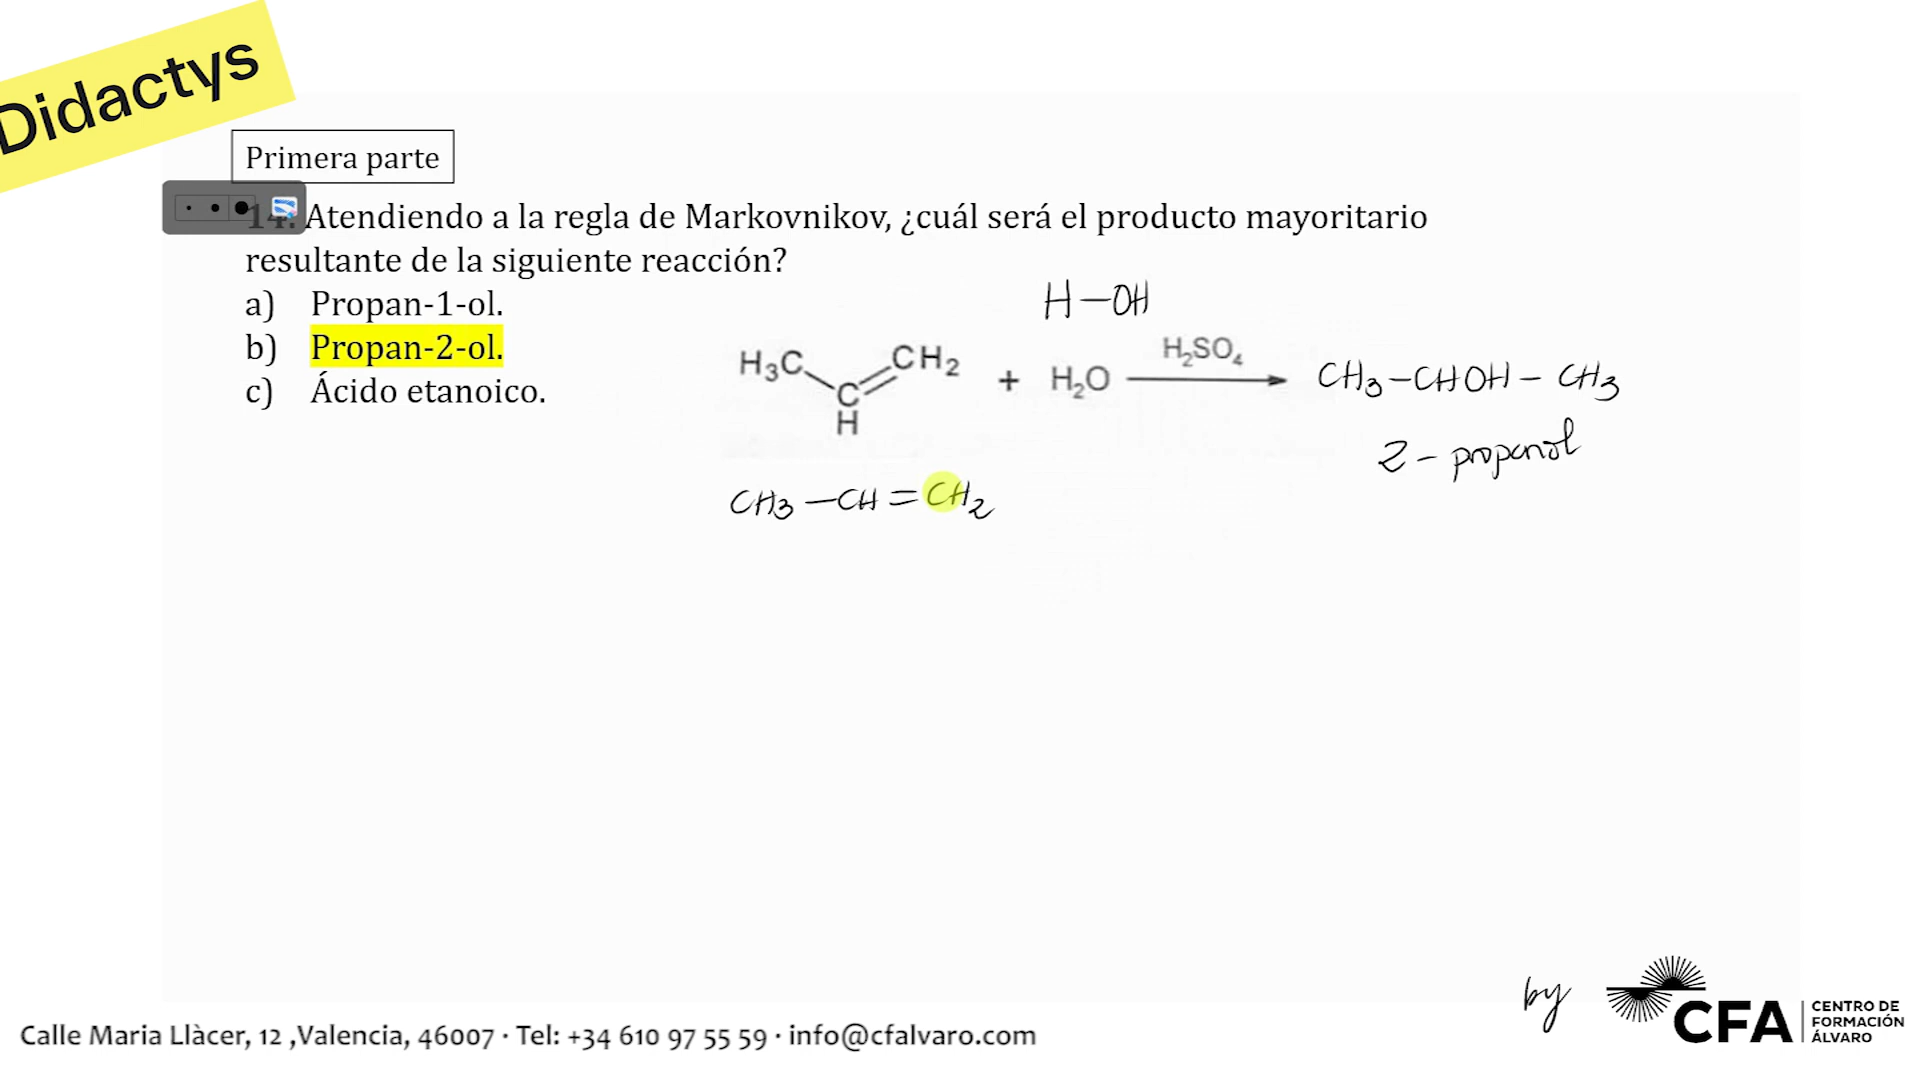 Didactys
Primera parte
14. Atendiendo a la regla de Markovnikov, ¿cuál será el producto mayoritario
resultante de la siguiente reacción?
a) Propan-1-ol.
b) Propan-2-ol.
c) Ácido etanoico.
H—OH
H₃C CH₂ C H + H₂O H₂SO₄
CH₃-CHOH-CH₃
2-propanol
CH₃-CH=CH₂
by
CFA CENTRO DE
FORMACIÓN
ÁLVARO
Calle Maria Llàcer, 12 ,Valencia, 46007 · Tel: +34 610 97 55 59 · info@cfalvaro.com